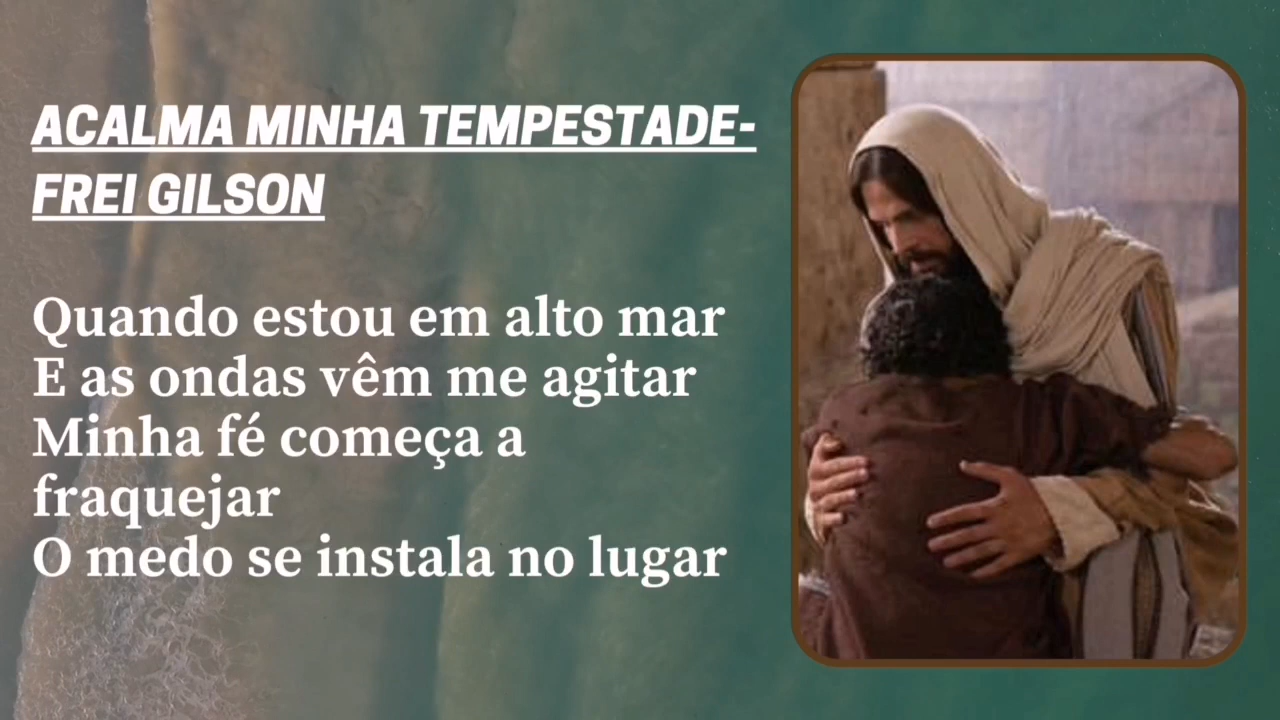 ACALMA MINHA TEMPESTADE-
FREI GILSON
Quando estou em alto mar
E as ondas vêm me agitar
Minha fé começa a
fraquejar
O medo se instala no lugar